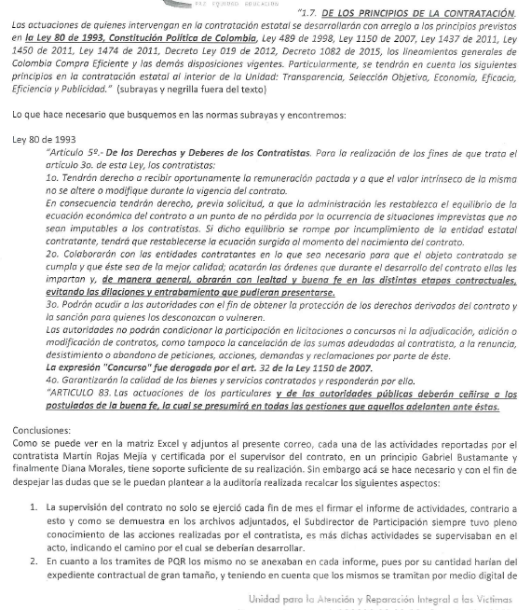 "1.7. DE LOS PRINCIPIOS DE LA CONTRATACIÓN.
Las actuaciones de quienes intervengan en la contratación estatal se desarrollarán con arreglo a los principios previstos
en la Ley 80 de 1993, Constitución Política de Colombia, Ley 489 de 1998, Ley 1150 de 2007, Ley 1437 de 2011, Ley
1450 de 2011, Ley 1474 de 2011, Decreto Ley 019 de 2012, Decreto 1082 de 2015, los lineamientos generales de
Colombia Compra Eficiente y las demás disposiciones vigentes. Particularmente, se tendrán en cuenta los siguientes
principios en la contratación estatal al interior de la Unidad: Transparencia, Selección Objetiva, Economía, Eficacia,
Eficiencia y Publicidad." (subrayas y negrilla fuera del texto)
Lo que hace necesario que busquemos en las normas subrayas y encontremos:
Ley 80 de 1993
"Artículo 5º.- De los Derechos y Deberes de los Contratistas. Para la realización de los fines de que trata el
artículo 3o. de esta Ley, los contratistas:
1o. Tendrán derecho a recibir oportunamente la remuneración pactada y a que el valor intrínseco de la misma
no se altere o modifique durante la vigencia del contrato.
En consecuencia tendrán derecho, previa solicitud, a que la administración les restablezca el equilibrio de la
ecuación económica del contrato a un punto de no pérdida por la ocurrencia de situaciones imprevistas que no
sean imputables a los contratistas. Si dicho equilibrio se rompe por incumplimiento de la entidad estatal
contratante, tendrá que restablecerse la ecuación surgida al momento del nacimiento del contrato.
2o. Colaborarán con las entidades contratantes en lo que sea necesario para que el objeto contratado se
cumpla y que éste sea de la mejor calidad; acatarán las órdenes que durante el desarrollo del contrato ellas les
impartan y, de manera general, obrarán con lealtad y buena fe en las distintas etapas contractuales,
evitando las dilaciones y entrabamiento que pudieran presentarse.
3o. Podrán acudir a las autoridades con el fin de obtener la protección de los derechos derivados del contrato y
la sanción para quienes los desconozcan o vulneren.
Las autoridades no podrán condicionar la participación en licitaciones o concursos ni la adjudicación, adición o
modificación de contratos, como tampoco la cancelación de las sumas adeudadas al contratista, a la renuncia,
desistimiento o abandono de peticiones, acciones, demandas y reclamaciones por parte de éste.
La expresión "Concurso" fue derogada por el art. 32 de la Ley 1150 de 2007.
4o. Garantizarán la calidad de los bienes y servicios contratados y responderán por ello.
"ARTICULO 83. Las actuaciones de los particulares y de las autoridades públicas deberán ceñirse a los
postulados de la buena fe, la cual se presumirá en todas las gestiones que aquellos adelanten ante éstas.
Conclusiones:
Como se puede ver en la matriz Excel y adjuntos al presente correo, cada una de las actividades reportadas por el
contratista Martín Rojas Mejía y certificada por el supervisor del contrato, en un principio Gabriel Bustamante y
finalmente Diana Morales, tiene soporte suficiente de su realización. Sin embargo acá se hace necesario y con el fin de
despejar las dudas que se le puedan plantear a la auditoría realizada recalcar los siguientes aspectos:
1. La supervisión del contrato no solo se ejerció cada fin de mes el firmar el informe de actividades, contrario a
esto y como se demuestra en los archivos adjuntados, el Subdirector de Participación siempre tuvo pleno
conocimiento de las acciones realizadas por el contratista, es más dichas actividades se supervisaban en el
acto, indicando el camino por el cual se deberían desarrollar.
2. En cuanto a los tramites de PQR los mismo no se anexaban en cada informe, pues por su cantidad harían del
expediente contractual de gran tamaño, y teniendo en cuenta que los mismos se tramitan por medio digital de
Unidad para la Atención y Reparación Integral a las Víctimas